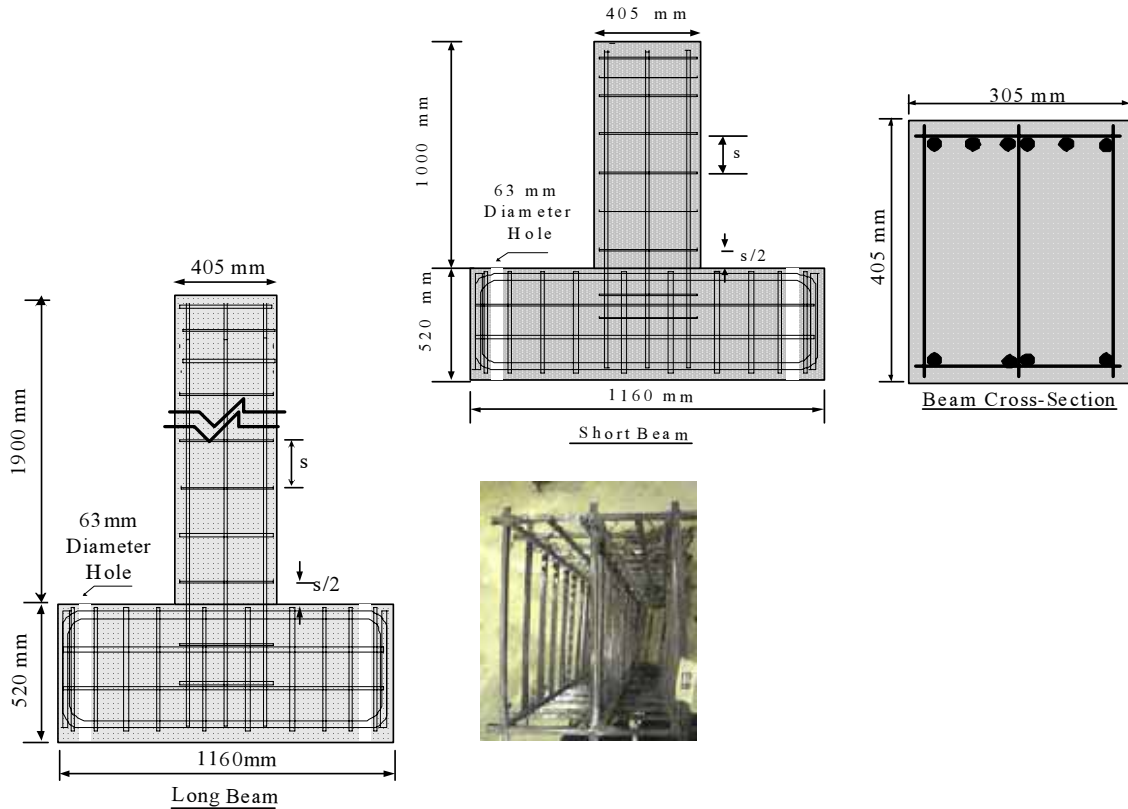 405 mm
1000 mm
63 mm
Diameter
Hole
s
s/2
520 mm
1160 mm
Short Beam
305 mm
405 mm
Beam Cross-Section
405 mm
1900 mm
s
63mm
Diameter
Hole
s/2
520 mm
1160mm
Long Beam